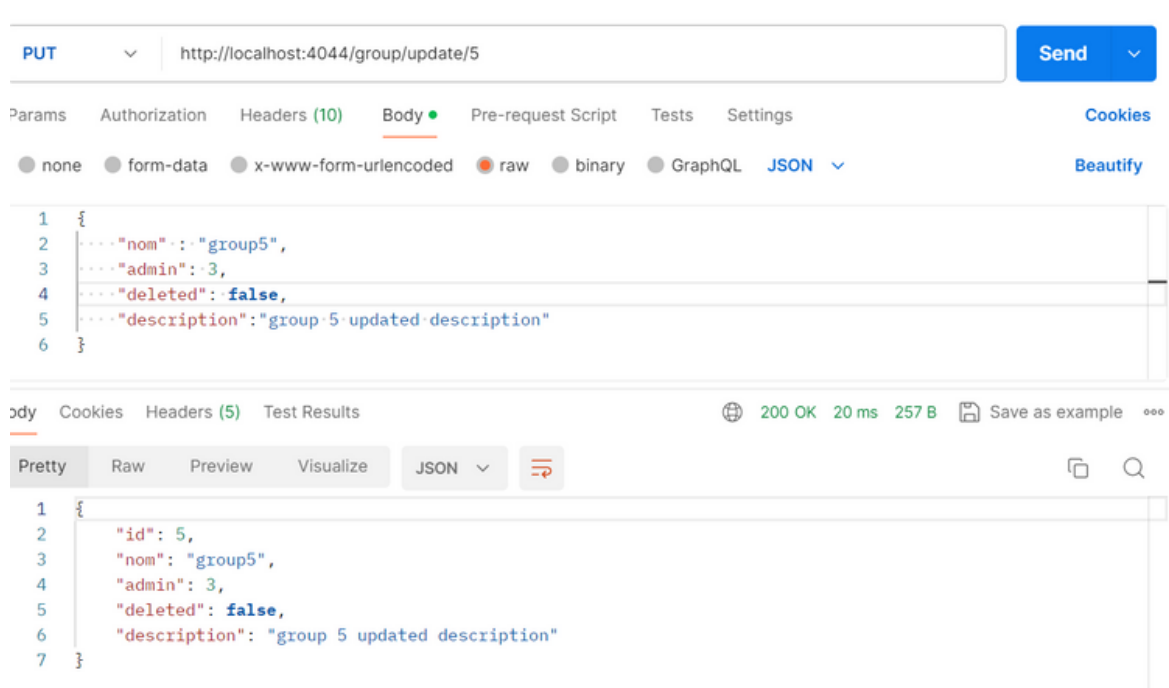 PUT http://localhost:4044/group/update/5 Send
Params Authorization Headers (10) Body Pre-request Script Tests Settings Cookies
none form-data x-www-form-urlencoded raw binary GraphQL JSON Beautify
1 {
2 "nom" : "group5",
3 "admin": 3,
4 "deleted": false,
5 "description":"group 5 updated description"
6 }
ody Cookies Headers (5) Test Results 200 OK 20 ms 257 B Save as example
Pretty Raw Preview Visualize JSON
1 {
2 "id": 5,
3 "nom": "group5",
4 "admin": 3,
5 "deleted": false,
6 "description": "group 5 updated description"
7 }